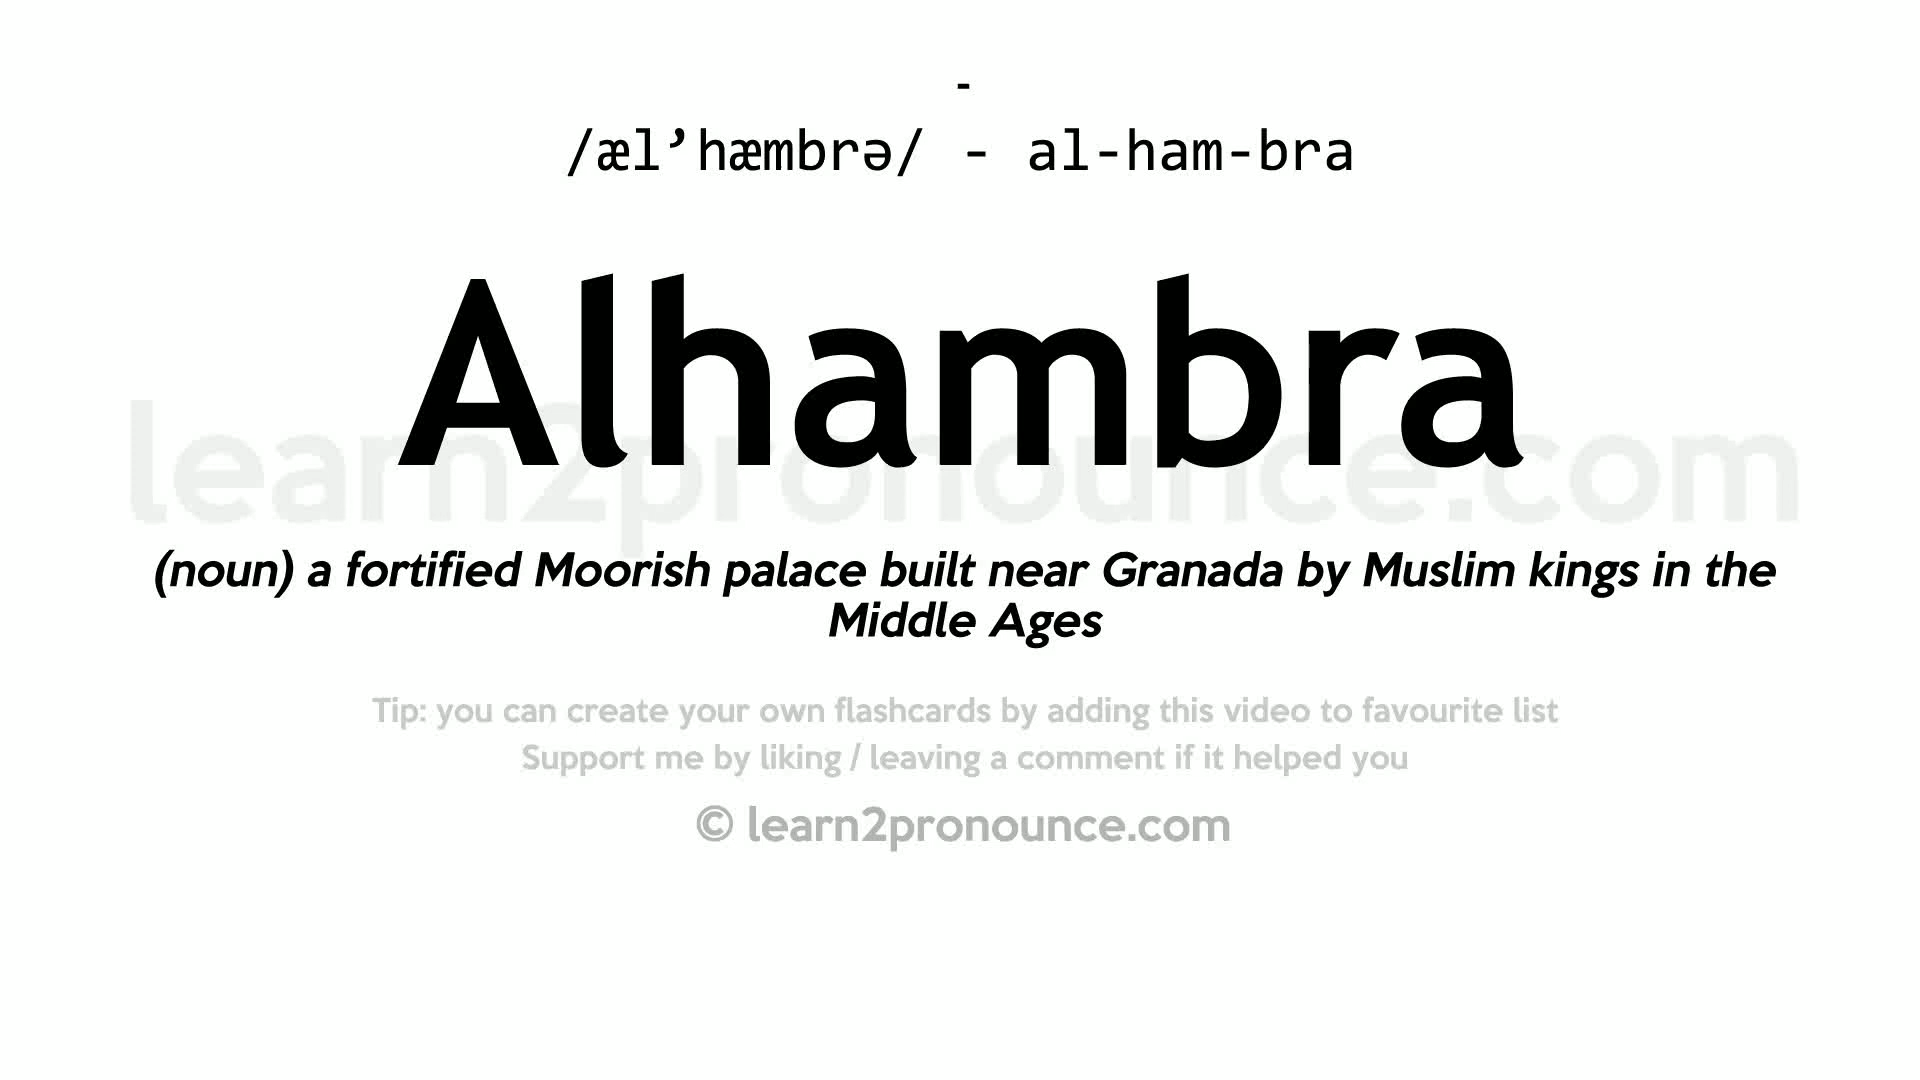 -
/æl’hæmbrə/ - al-ham-bra
Alhambra
learn2pronounce.com
(noun) a fortified Moorish palace built near Granada by Muslim kings in the
Middle Ages
Tip: you can create your own flashcards by adding this video to favourite list
Support me by liking / leaving a comment if it helped you
© learn2pronounce.com